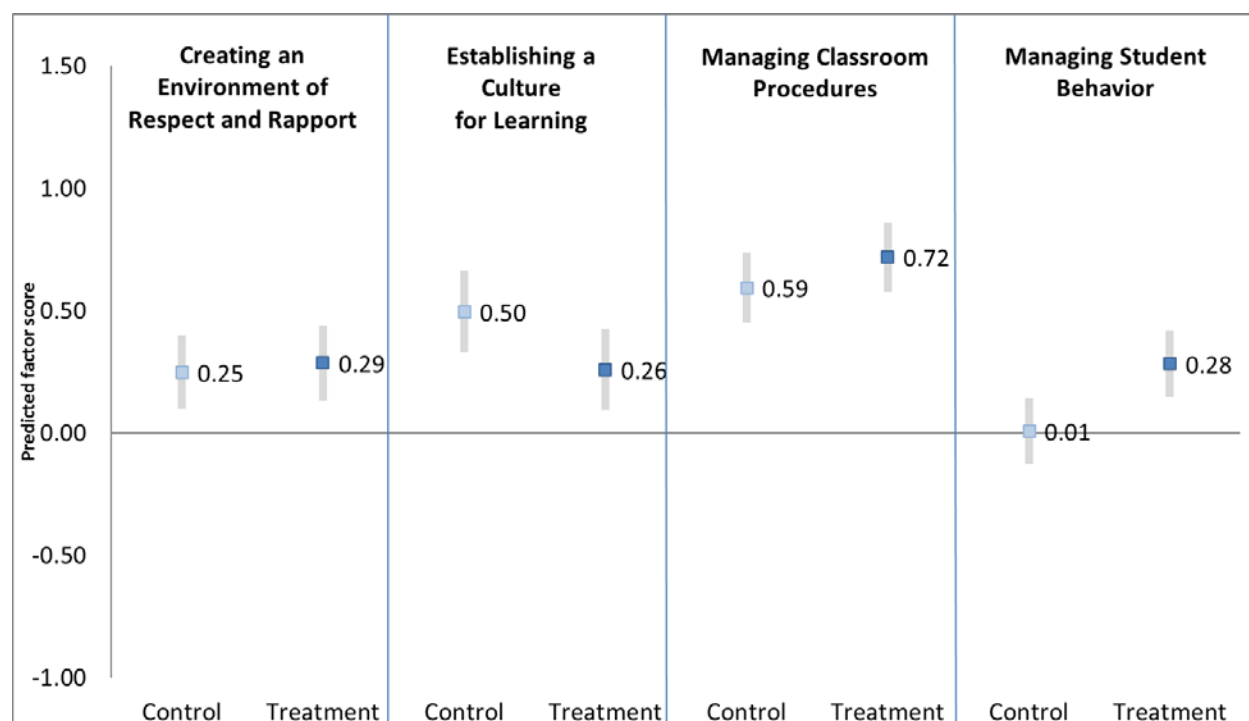 Creating an
Environment of
Respect and Rapport
Establishing a
Culture
for Learning
Managing Classroom
Procedures
Managing Student
Behavior
Predicted factor score
1.50
1.00
0.50
0.00
-0.50
-1.00
0.25
0.29
0.50
0.26
0.59
0.72
0.01
0.28
Control Treatment Control Treatment Control Treatment Control Treatment